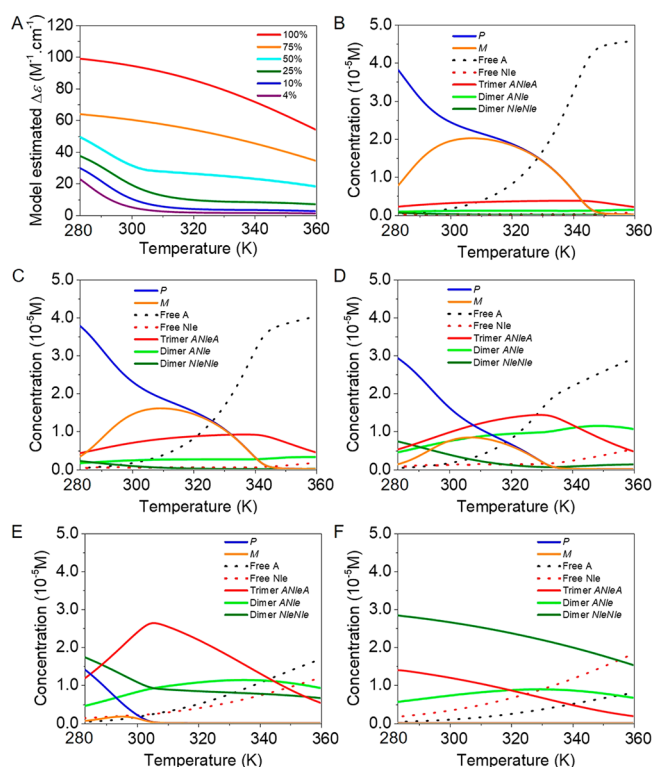 A
Model estimated Δε (M⁻¹.cm⁻¹)
120
100
80
60
40
20
0
280 300 320 340 360
Temperature (K)
100%
75%
50%
25%
10%
4%
B
Concentration (10⁻⁵M)
5.0
4.0
3.0
2.0
1.0
0.0
280 300 320 340 360
Temperature (K)
P
M
Free A
Free Nle
Trimer ANleA
Dimer ANle
Dimer NleNle
C
Concentration (10⁻⁵M)
5.0
4.0
3.0
2.0
1.0
0.0
280 300 320 340 360
Temperature (K)
P
M
Free A
Free Nle
Trimer ANleA
Dimer ANle
Dimer NleNle
D
Concentration (10⁻⁵M)
5.0
4.0
3.0
2.0
1.0
0.0
280 300 320 340 360
Temperature (K)
P
M
Free A
Free Nle
Trimer ANleA
Dimer ANle
Dimer NleNle
E
Concentration (10⁻⁵M)
5.0
4.0
3.0
2.0
1.0
0.0
280 300 320 340 360
Temperature (K)
P
M
Free A
Free Nle
Trimer ANleA
Dimer ANle
Dimer NleNle
F
Concentration (10⁻⁵M)
5.0
4.0
3.0
2.0
1.0
0.0
280 300 320 340 360
Temperature (K)
P
M
Free A
Free Nle
Trimer ANleA
Dimer ANle
Dimer NleNle